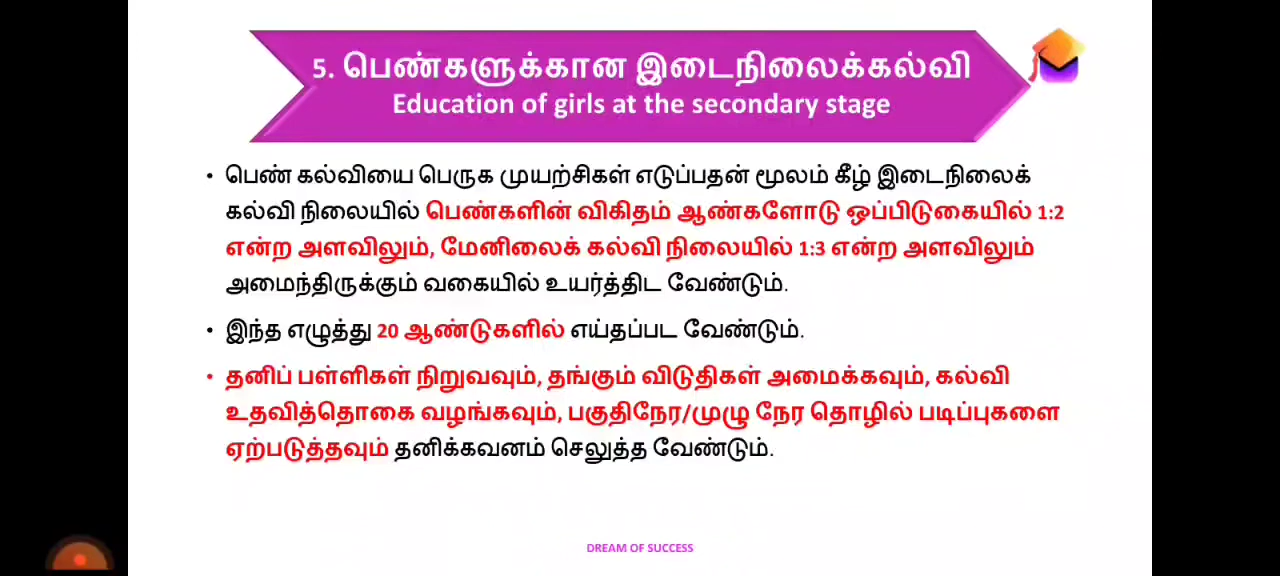 5. பெண்களுக்கான இடைநிலைக்கல்வி
Education of girls at the secondary stage
• பெண் கல்வியை பெருக முயற்சிகள் எடுப்பதன் மூலம் கீழ் இடைநிலைக்
கல்வி நிலையில் பெண்களின் விகிதம் ஆண்களோடு ஒப்பிடுகையில் 1:2
என்ற அளவிலும், மேனிலைக் கல்வி நிலையில் 1:3 என்ற அளவிலும்
அமைந்திருக்கும் வகையில் உயர்த்திட வேண்டும்.
• இந்த எழுத்து 20 ஆண்டுகளில் எய்தப்பட வேண்டும்.
• தனிப் பள்ளிகள் நிறுவவும், தங்கும் விடுதிகள் அமைக்கவும், கல்வி
உதவித்தொகை வழங்கவும், பகுதிநேர/முழு நேர தொழில் படிப்புகளை
ஏற்படுத்தவும் தனிக்கவனம் செலுத்த வேண்டும்.
DREAM OF SUCCESS